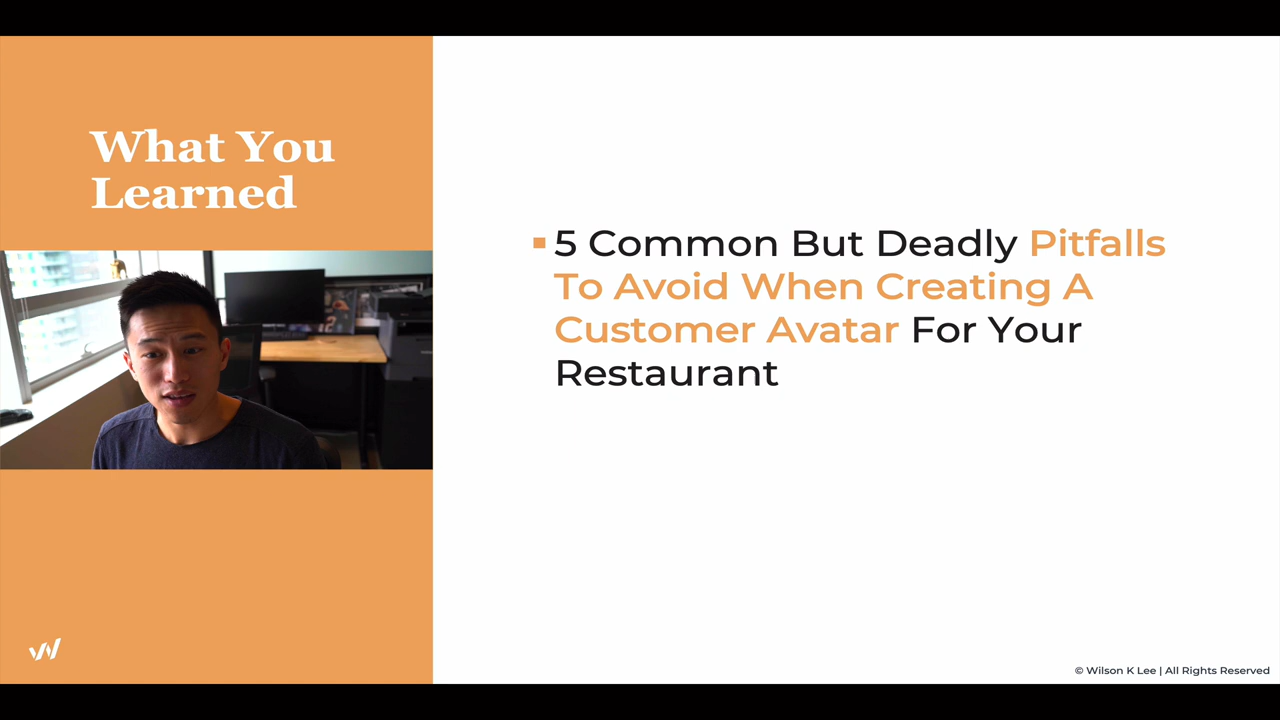 What You
Learned
5 Common But Deadly Pitfalls
To Avoid When Creating A
Customer Avatar For Your
Restaurant
© Wilson K Lee | All Rights Reserved